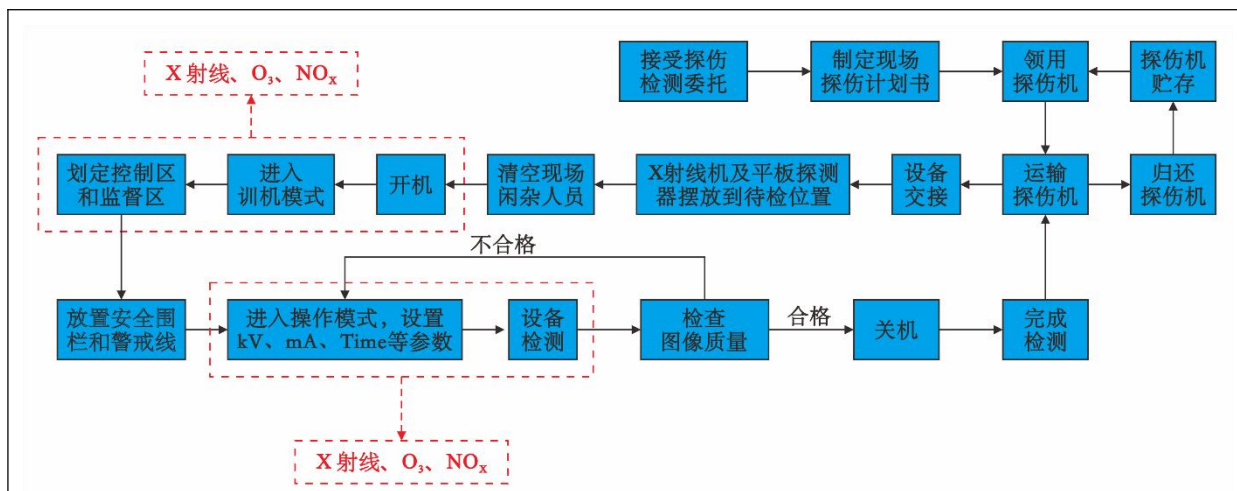 X 射线、O₃、NOₓ
接受探伤
检测委托
制定现场
探伤计划书
领用
探伤机
探伤机
贮存
划定控制区
和监督区
进入
训机模式
开机
清空现场
闲杂人员
X射线机及平板探测
器摆放到待检位置
设备
交接
运输
探伤机
归还
探伤机
不合格
放置安全围
栏和警戒线
进入操作模式，设置
kV、mA、Time等参数
设备
检测
检查
图像质量
合格
关机
完成
检测
X 射线、O₃、NOₓ